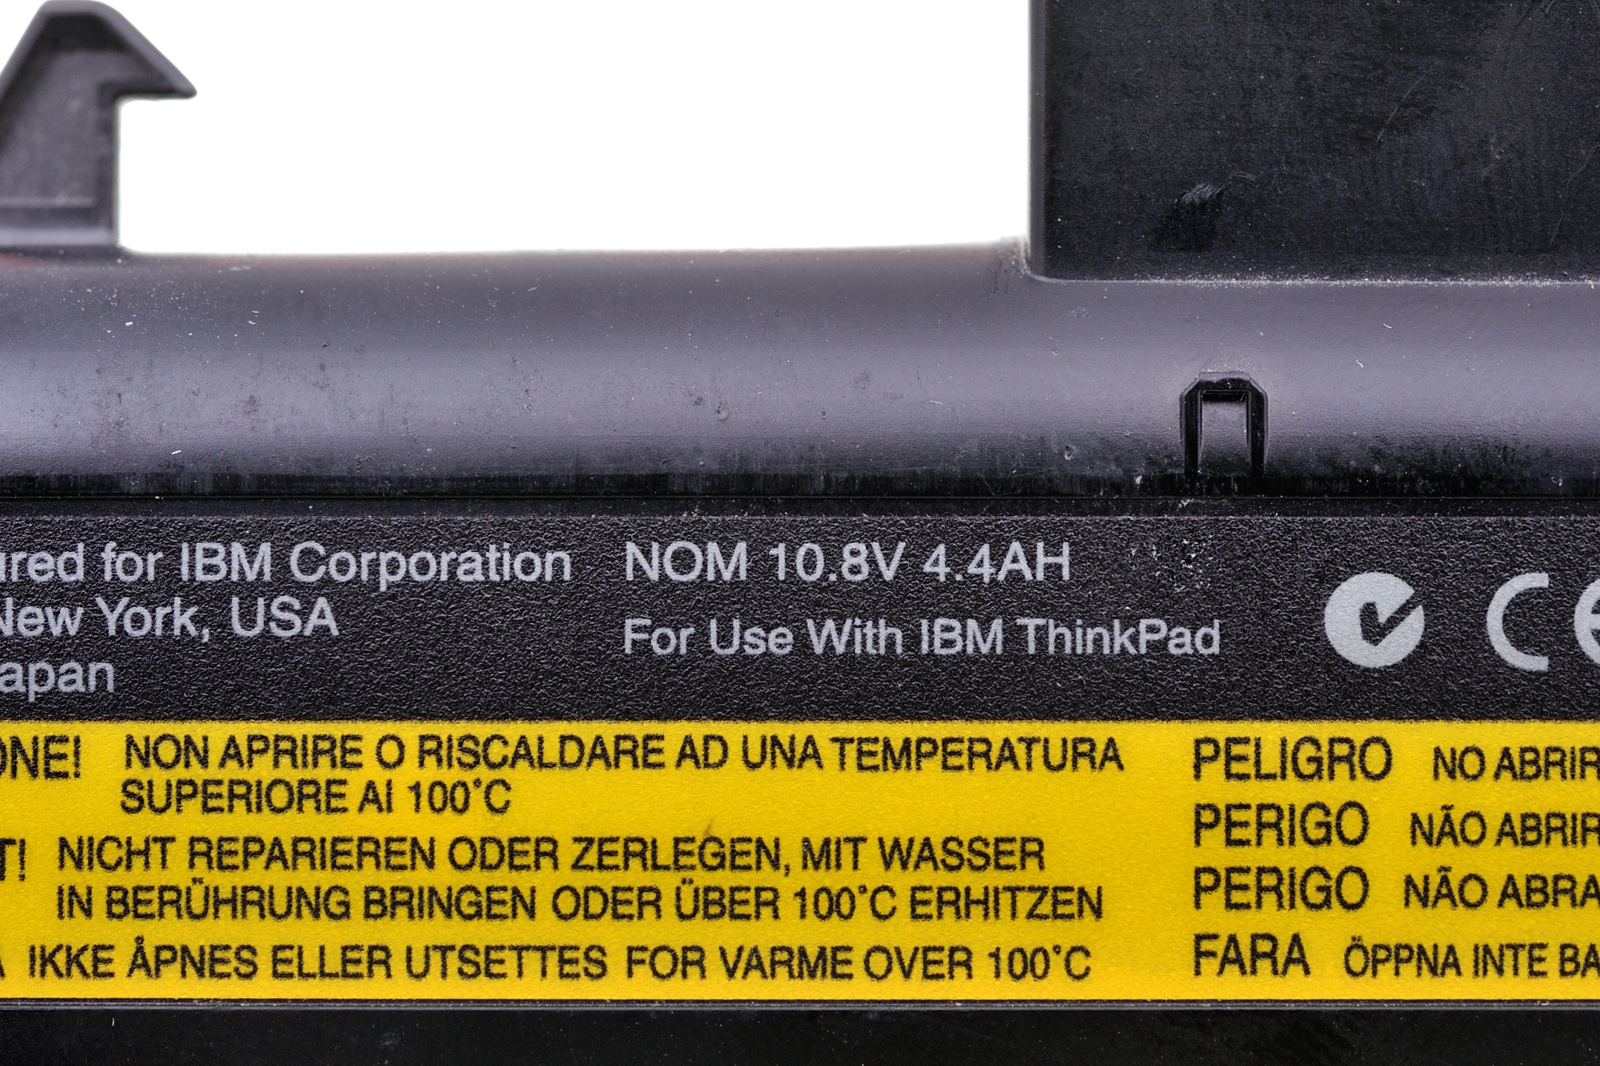 ured for IBM Corporation
New York, USA
apan
NOM 10.8V 4.4AH
For Use With IBM ThinkPad
CE
ONE! NON APRIRE O RISCALDARE AD UNA TEMPERATURA
SUPERIORE AI 100°C
T! NICHT REPARIEREN ODER ZERLEGEN, MIT WASSER
IN BERÜHRUNG BRINGEN ODER ÜBER 100°C ERHITZEN
A IKKE ÅPNES ELLER UTSETTES FOR VARME OVER 100°C
PELIGRO NO ABRIR
PERIGO NÃO ABRIR
PERIGO NÃO ABRA
FARA ÖPPNA INTE BA